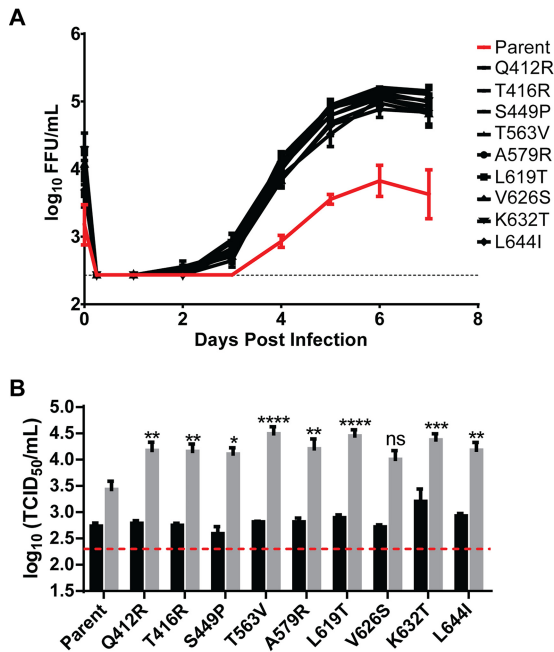 A
log10 FFU/mL
6
5
4
3
2
0
2
4
6
8
Days Post Infection
Parent
Q412R
T416R
S449P
T563V
A579R
L619T
V626S
K632T
L644I
B
log10 (TCID50/mL)
5.0
4.5
4.0
3.5
3.0
2.5
2.0
1.5
**
**
*
****
**
****
ns
***
**
Parent
Q412R
T416R
S449P
T563V
A579R
L619T
V626S
K632T
L644I